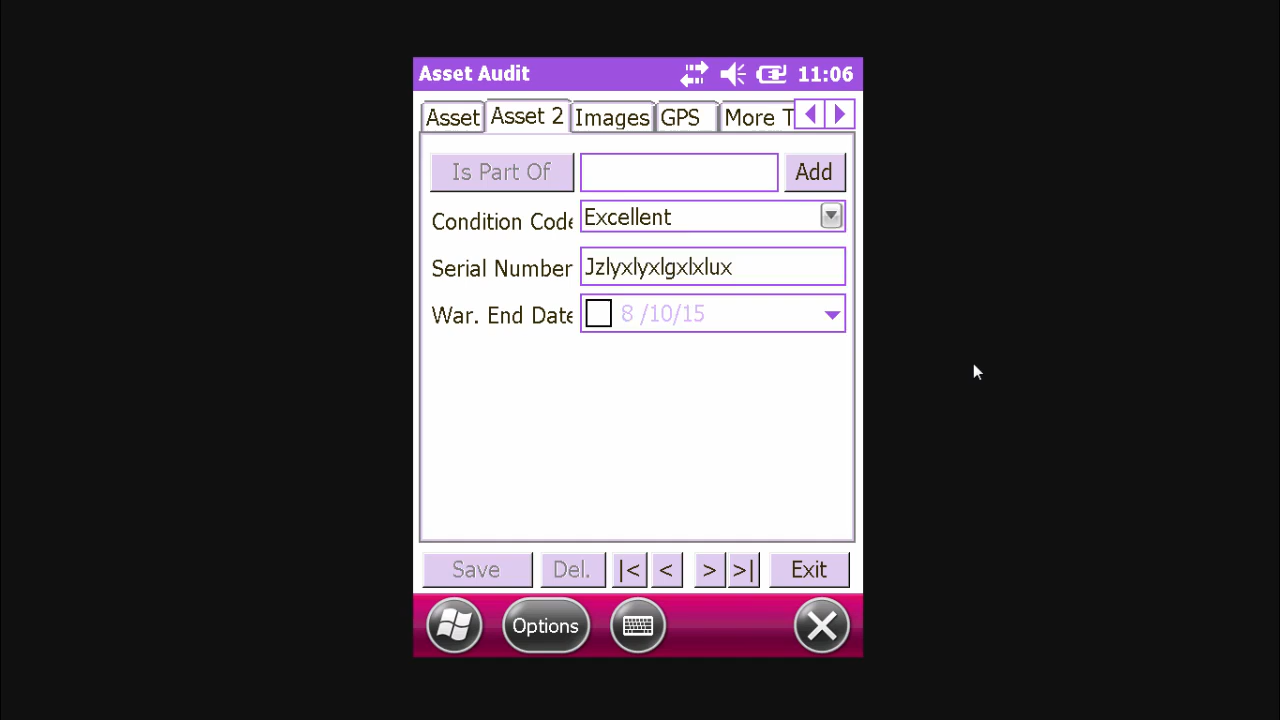 Asset Audit 11:06
Asset Asset 2 Images GPS More T
Is Part Of Add
Condition Code Excellent
Serial Number Jzlyxlyxlgxlxlux
War. End Date 8 /10/15
Save Del. |< < > >| Exit
Options